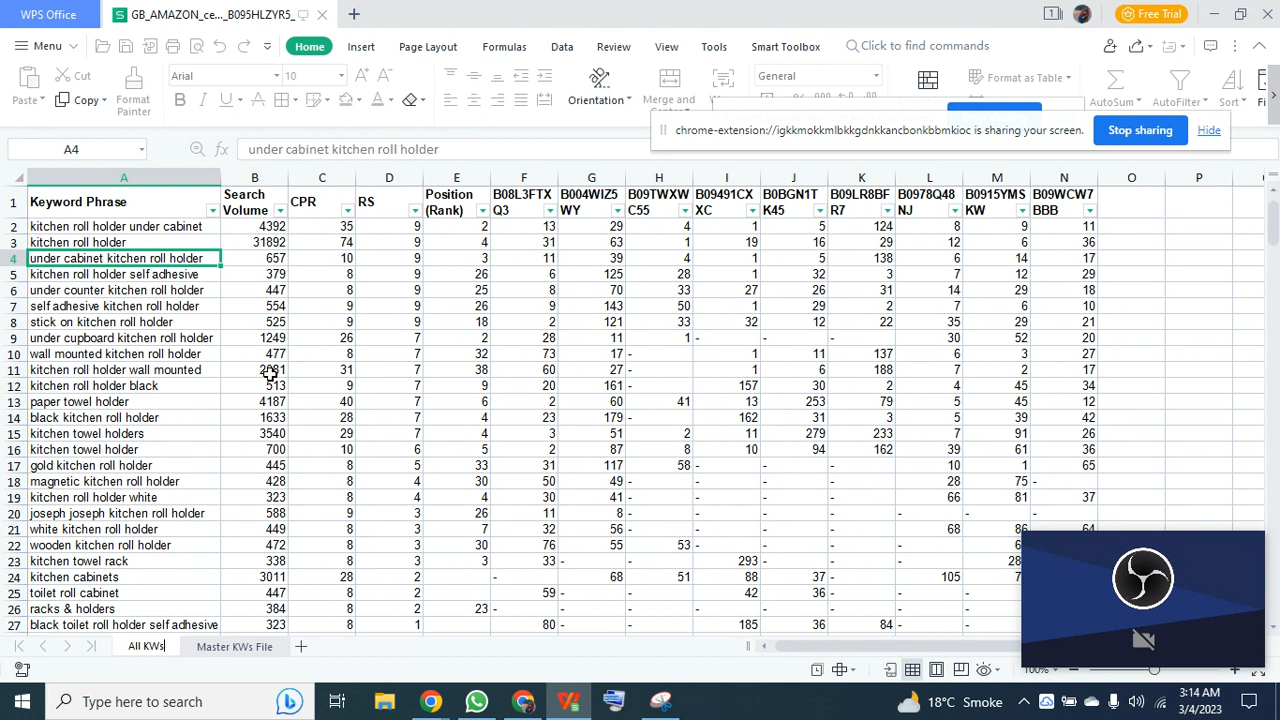 WPS Office
GB_AMAZON_ce..._B095HLZYR5_
Free Trial
Menu
Home
Insert
Page Layout
Formulas
Data
Review
View
Tools
Smart Toolbox
Click to find commands
Paste
Cut
Copy
Format Painter
Arial
10
Orientation
Merge and
General
Format as Table
AutoSum
AutoFilter
Sort
chrome-extension://igkkmokkmlbkkgdnkkancbonkbbmkioc is sharing your screen.
Stop sharing
Hide
A4
under cabinet kitchen roll holder
A B C D E F G H I J K L M N O P
1 Keyword Phrase Search Volume CPR RS Position (Rank) B08L3FTXQ3 B004WIZ5WY B09TWXWC55 B09491CXXC B0BGN1TK45 B09LR8BFR7 B0978Q48NJ B0915YMSKW B09WCW7BBB
2 kitchen roll holder under cabinet 4392 35 9 2 13 29 4 1 5 124 8 9 11
3 kitchen roll holder 31892 74 9 4 31 63 1 19 16 29 12 6 36
4 under cabinet kitchen roll holder 657 10 9 3 11 39 4 1 5 138 6 14 17
5 kitchen roll holder self adhesive 379 8 9 26 6 125 28 1 32 3 7 12 29
6 under counter kitchen roll holder 447 8 9 25 8 70 33 27 26 31 14 29 18
7 self adhesive kitchen roll holder 554 9 9 26 9 143 50 1 29 2 7 6 10
8 stick on kitchen roll holder 525 9 9 18 2 121 33 32 12 22 35 29 21
9 under cupboard kitchen roll holder 1249 26 7 2 28 11 1 - - - 30 52 20
10 wall mounted kitchen roll holder 477 8 7 32 73 17 - 1 11 137 6 3 27
11 kitchen roll holder wall mounted 31 7 38 60 27 - 1 6 188 7 2 17
12 kitchen roll holder black 513 9 7 9 20 161 - 157 30 2 4 45 34
13 paper towel holder 4187 40 7 6 2 60 41 13 253 79 5 45 12
14 black kitchen roll holder 1633 28 7 4 23 179 - 162 31 3 5 39 42
15 kitchen towel holders 3540 29 7 4 3 51 2 11 279 233 7 91 26
16 kitchen towel holder 700 10 6 5 2 87 8 10 94 162 39 61 36
17 gold kitchen roll holder 445 8 5 33 31 117 58 - - - 10 1 65
18 magnetic kitchen roll holder 428 8 4 30 50 49 - - - - 28 75 -
19 kitchen roll holder white 323 8 4 4 30 41 - - - - 66 81 37
20 joseph joseph kitchen roll holder 588 9 3 26 11 8 - - - - - - -
21 white kitchen roll holder 449 8 3 7 32 56 - - - - 68 86 64
22 wooden kitchen roll holder 472 8 3 30 76 55 53 - - - -
23 kitchen towel rack 338 8 3 3 33 - - 293 - - - 28
24 kitchen cabinets 3011 28 2 - 68 51 88 37 - 105 7
25 toilet roll cabinet 447 8 2 59 - - 42 36 - -
26 racks & holders 384 8 2 23 - - - - - - -
27 black toilet roll holder self adhesive 323 8 1 80 - - 185 36 84 -
All KWs
Master KWs File
100%
Type here to search
18°C Smoke
3:14 AM
3/4/2023